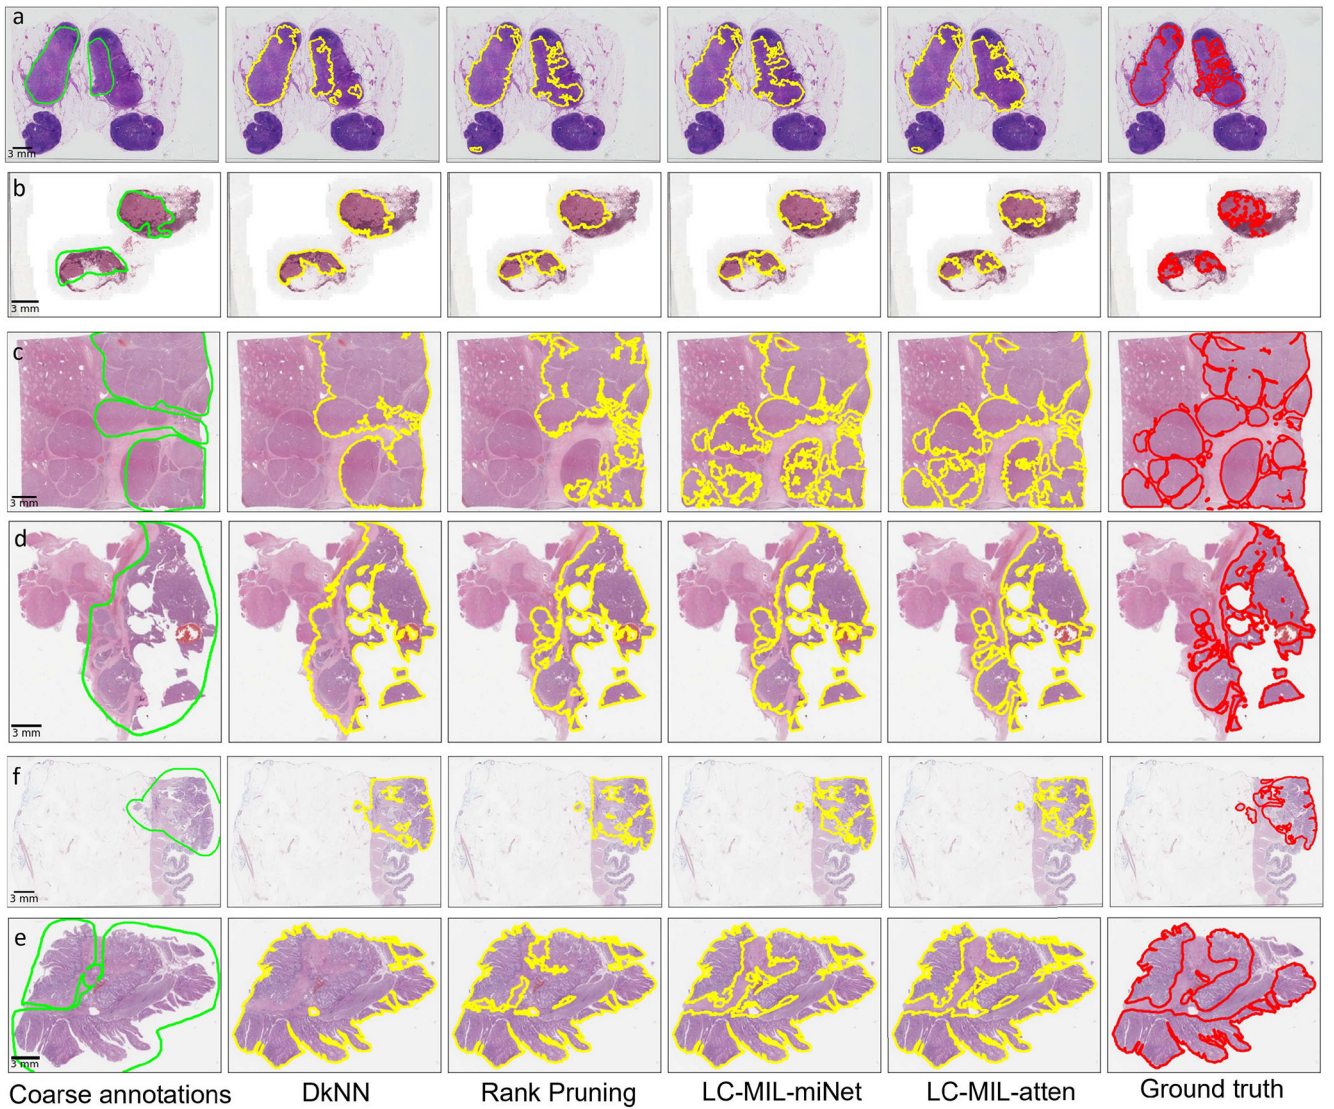 a
3 mm
b
3 mm
c
3 mm
d
3 mm
f
3 mm
e
3 mm
Coarse annotations DkNN Rank Pruning LC-MIL-miNet LC-MIL-atten Ground truth